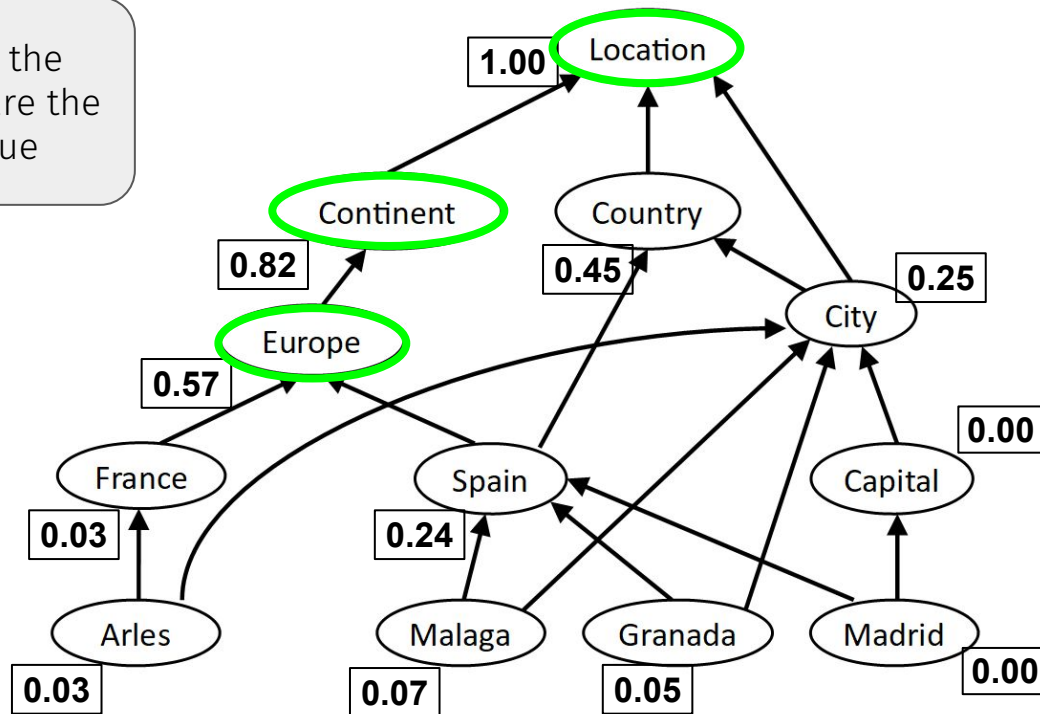 the
re the
ue
Location
1.00
Continent
Country
0.82
0.45
0.25
City
Europe
0.57
0.00
France
Spain
Capital
0.03
0.24
Arles
Malaga
Granada
Madrid
0.03
0.07
0.05
0.00